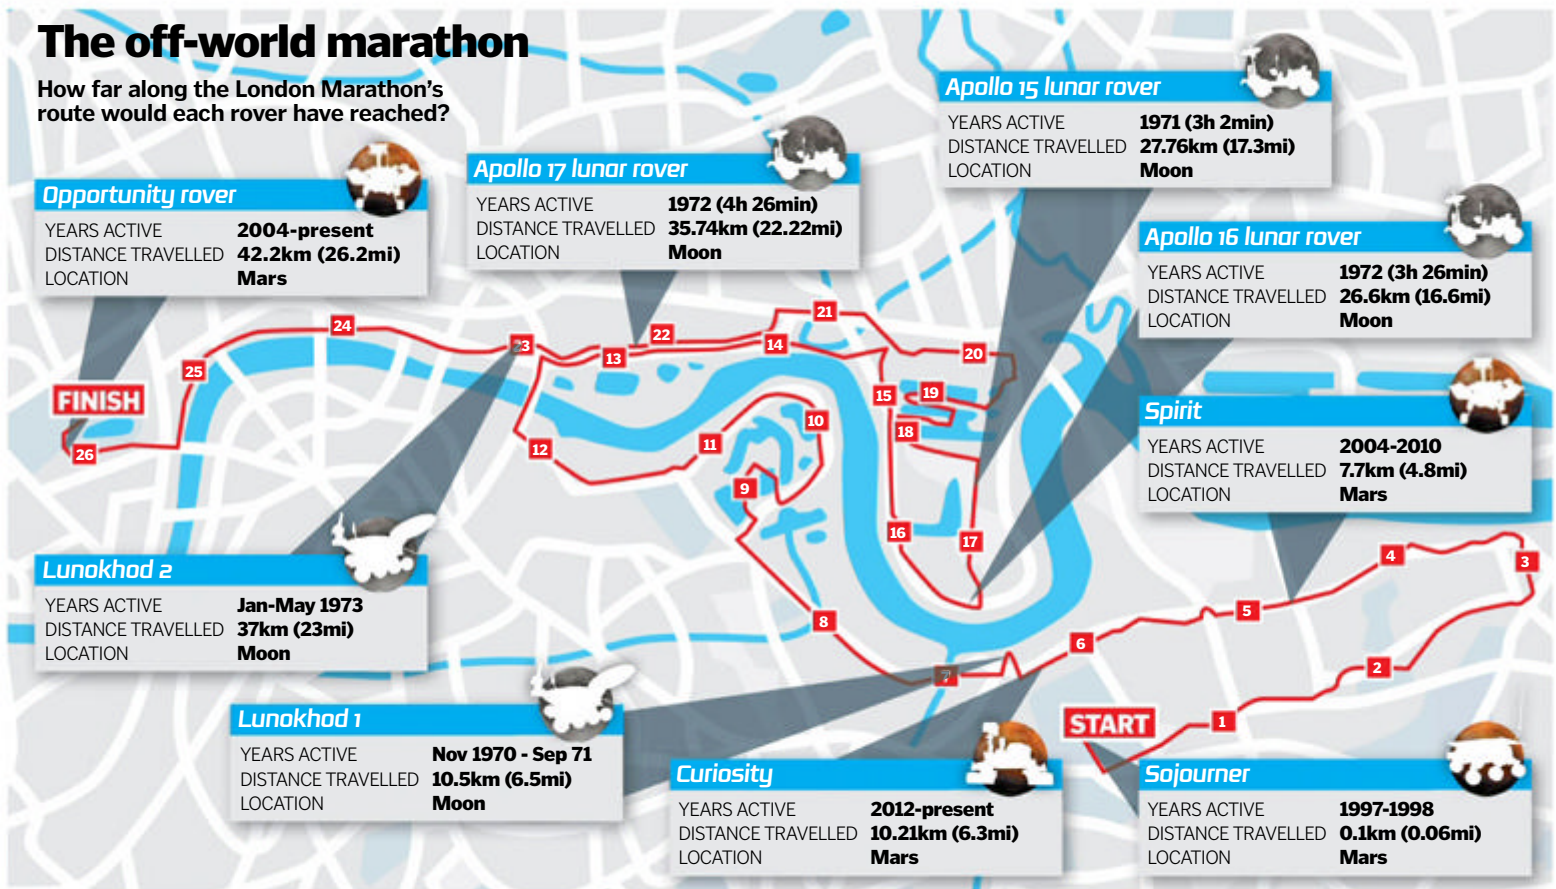 The off-world marathon
How far along the London Marathon's
route would each rover have reached?
Opportunity rover
YEARS ACTIVE 2004-present
DISTANCE TRAVELLED 42.2km (26.2mi)
LOCATION Mars
Apollo 17 lunar rover
YEARS ACTIVE 1972 (4h 26min)
DISTANCE TRAVELLED 35.74km (22.22mi)
LOCATION Moon
Apollo 15 lunar rover
YEARS ACTIVE 1971 (3h 2min)
DISTANCE TRAVELLED 27.76km (17.3mi)
LOCATION Moon
Apollo 16 lunar rover
YEARS ACTIVE 1972 (3h 26min)
DISTANCE TRAVELLED 26.6km (16.6mi)
LOCATION Moon
Spirit
YEARS ACTIVE 2004-2010
DISTANCE TRAVELLED 7.7km (4.8mi)
LOCATION Mars
Lunokhod 2
YEARS ACTIVE Jan-May 1973
DISTANCE TRAVELLED 37km (23mi)
LOCATION Moon
Lunokhod 1
YEARS ACTIVE Nov 1970 - Sep 71
DISTANCE TRAVELLED 10.5km (6.5mi)
LOCATION Moon
Curiosity
YEARS ACTIVE 2012-present
DISTANCE TRAVELLED 10.21km (6.3mi)
LOCATION Mars
Sojourner
YEARS ACTIVE 1997-1998
DISTANCE TRAVELLED 0.1km (0.06mi)
LOCATION Mars
START
1
2
3
4
5
6
7
8
9
10
11
12
13
14
15
16
17
18
19
20
21
22
23
24
25
26
FINISH